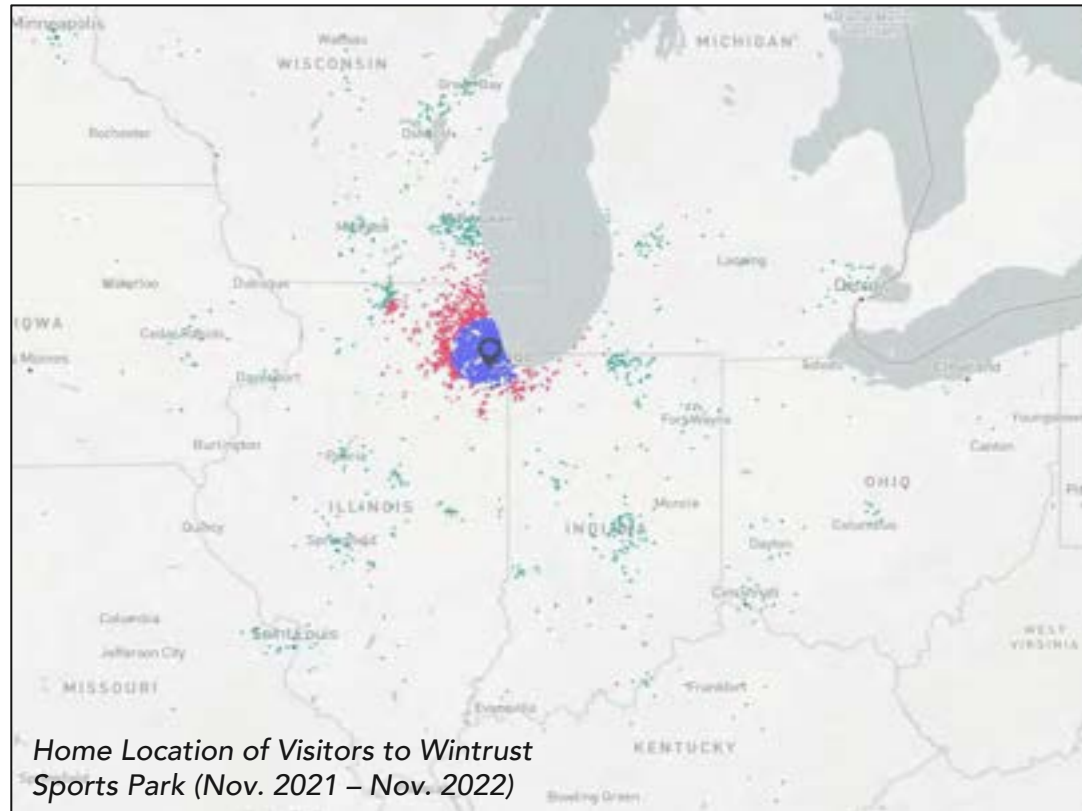 Minneapolis
MICHIGAN
Wausau
WISCONSIN
Green Bay
Rochester
Madison
Lansing
Waterloo
Dubuque
Detroit
IOWA
Cedar Rapids
Toledo
Cleveland
Davenport
Fort Wayne
Youngstown
Canton
Burlington
Peoria
OHIO
ILLINOIS
Muncie
Columbus
Quincy
INDIANA
Springfield
Dayton
Cincinnati
Columbia
Saint Louis
WEST
VIRGINIA
Jefferson City
MISSOURI
Frankfort
Evansville
KENTUCKY
Home Location of Visitors to Wintrust
Sports Park (Nov. 2021 – Nov. 2022)
Bowling Green